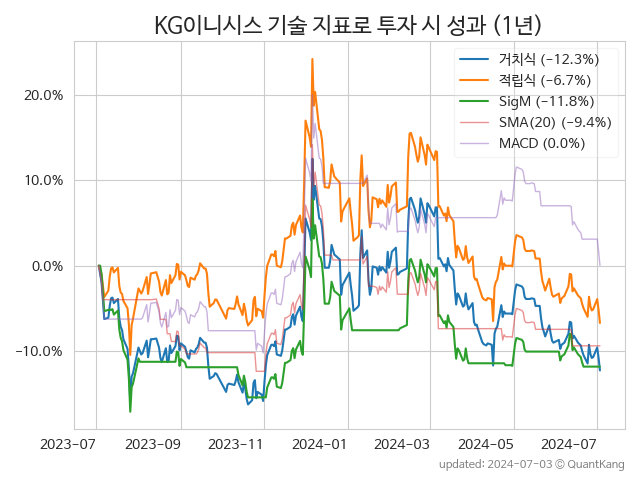 KG이니시스 기술 지표로 투자 시 성과 (1년)
거치식 (-12.3%)
적립식 (-6.7%)
SigM (-11.8%)
SMA(20) (-9.4%)
MACD (0.0%)
20.0%
10.0%
0.0%
-10.0%
2023-07 2023-09 2023-11 2024-01 2024-03 2024-05 2024-07
updated: 2024-07-03 © QuantKang